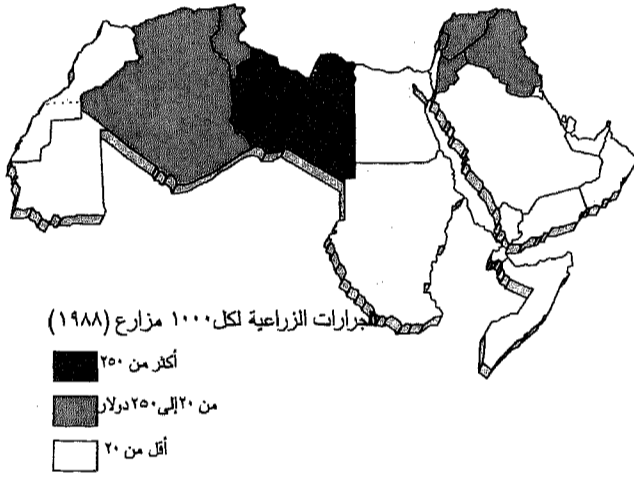 الجرارات الزراعية لكل ١٠٠٠ مزارع (١٩٨٨)
أكثر من ٢٥٠
من ٢٠ إلى ٢٥٠ دولار
أقل من ٢٠